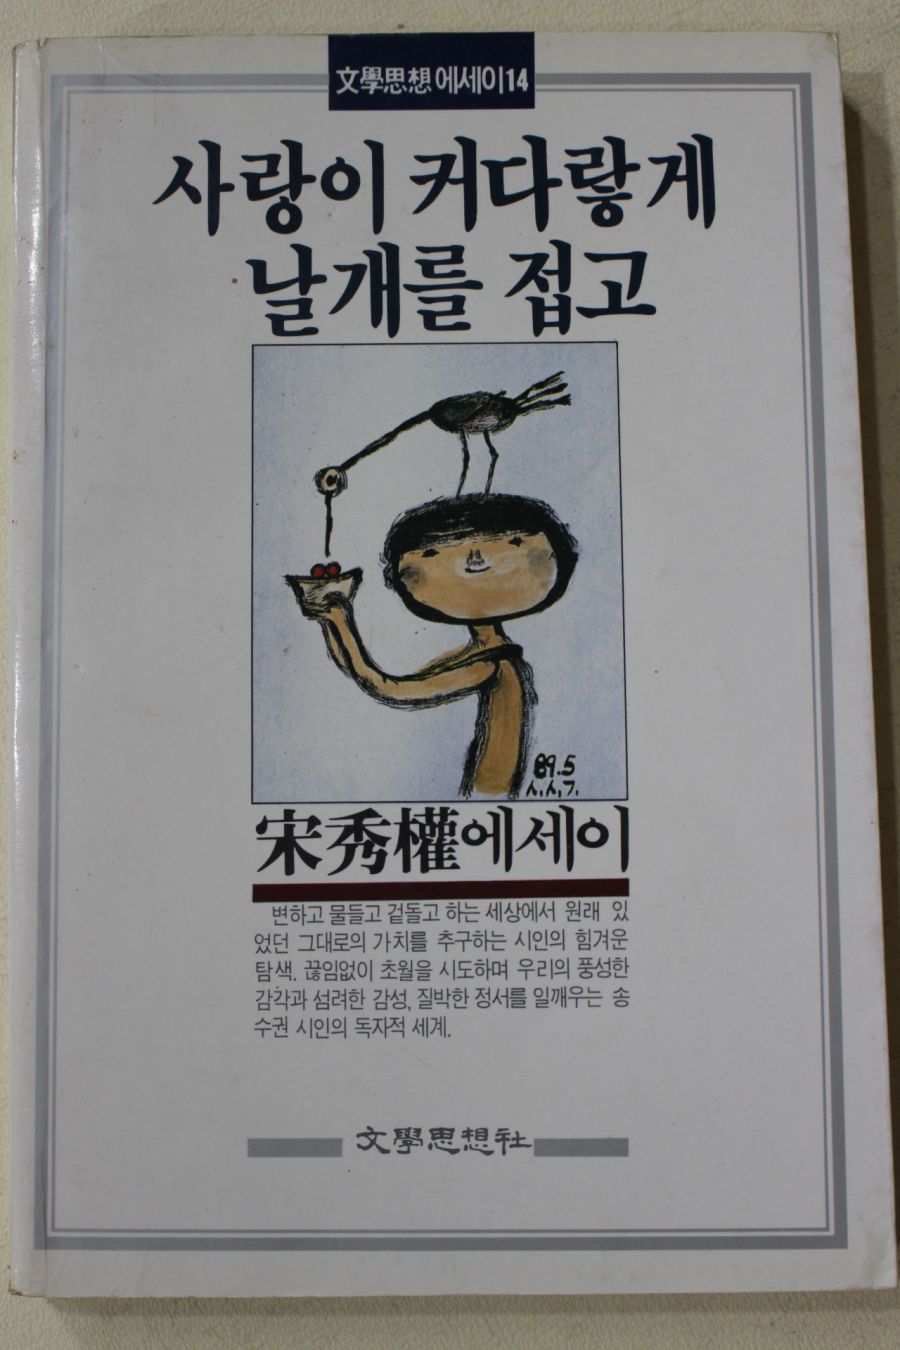 文學思想 에세이14
사랑이 커다랗게
날개를 접고
89.5
ㅅ.ㅅ.ㄱ.
宋秀權에세이
변하고 물들고 겉돌고 하는 세상에서 원래 있
었던 그대로의 가치를 추구하는 시인의 힘겨운
탐색. 끊임없이 초월을 시도하며 우리의 풍성한
감각과 섬려한 감성, 질박한 정서를 일깨우는 송
수권 시인의 독자적 세계.
文學思想社